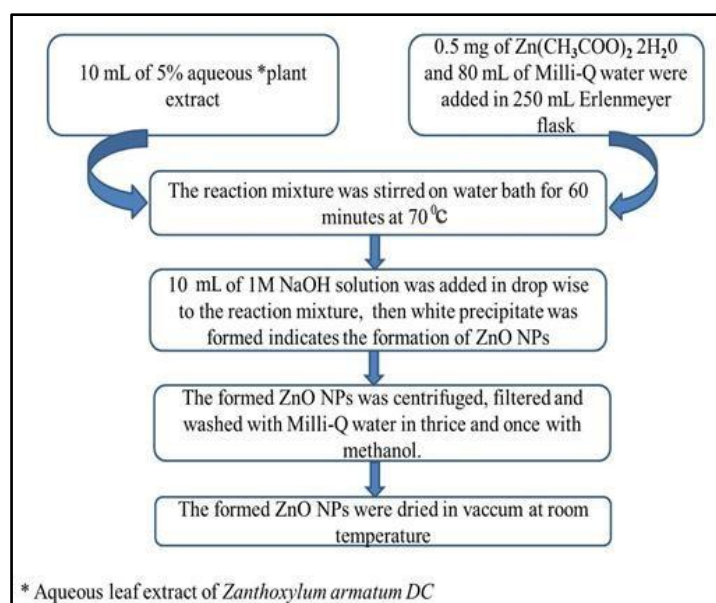 10 mL of 5% aqueous *plant
extract
0.5 mg of Zn(CH₃COO)₂ 2H₂0
and 80 mL of Milli-Q water were
added in 250 mL Erlenmeyer
flask
The reaction mixture was stirred on water bath for 60
minutes at 70 ⁰C
10 mL of 1M NaOH solution was added in drop wise
to the reaction mixture, then white precipitate was
formed indicates the formation of ZnO NPs
The formed ZnO NPs was centrifuged, filtered and
washed with Milli-Q water in thrice and once with
methanol.
The formed ZnO NPs were dried in vaccum at room
temperature
* Aqueous leaf extract of Zanthoxylum armatum DC